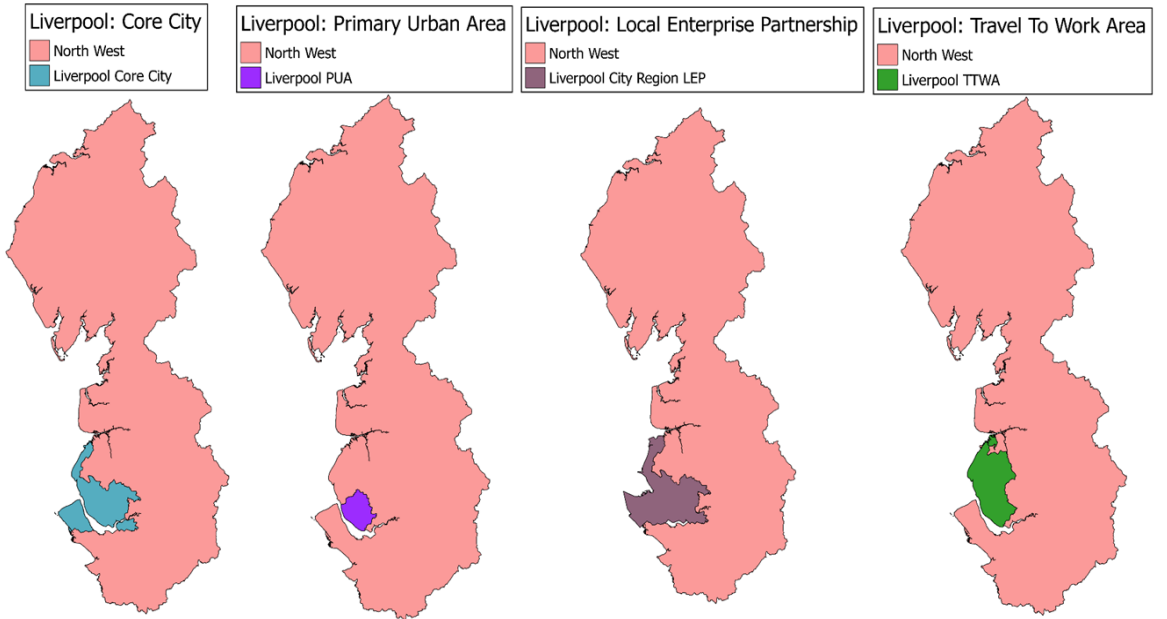 Liverpool: Core City
North West
Liverpool Core City
Liverpool: Primary Urban Area
North West
Liverpool PUA
Liverpool: Local Enterprise Partnership
North West
Liverpool City Region LEP
Liverpool: Travel To Work Area
North West
Liverpool TTWA